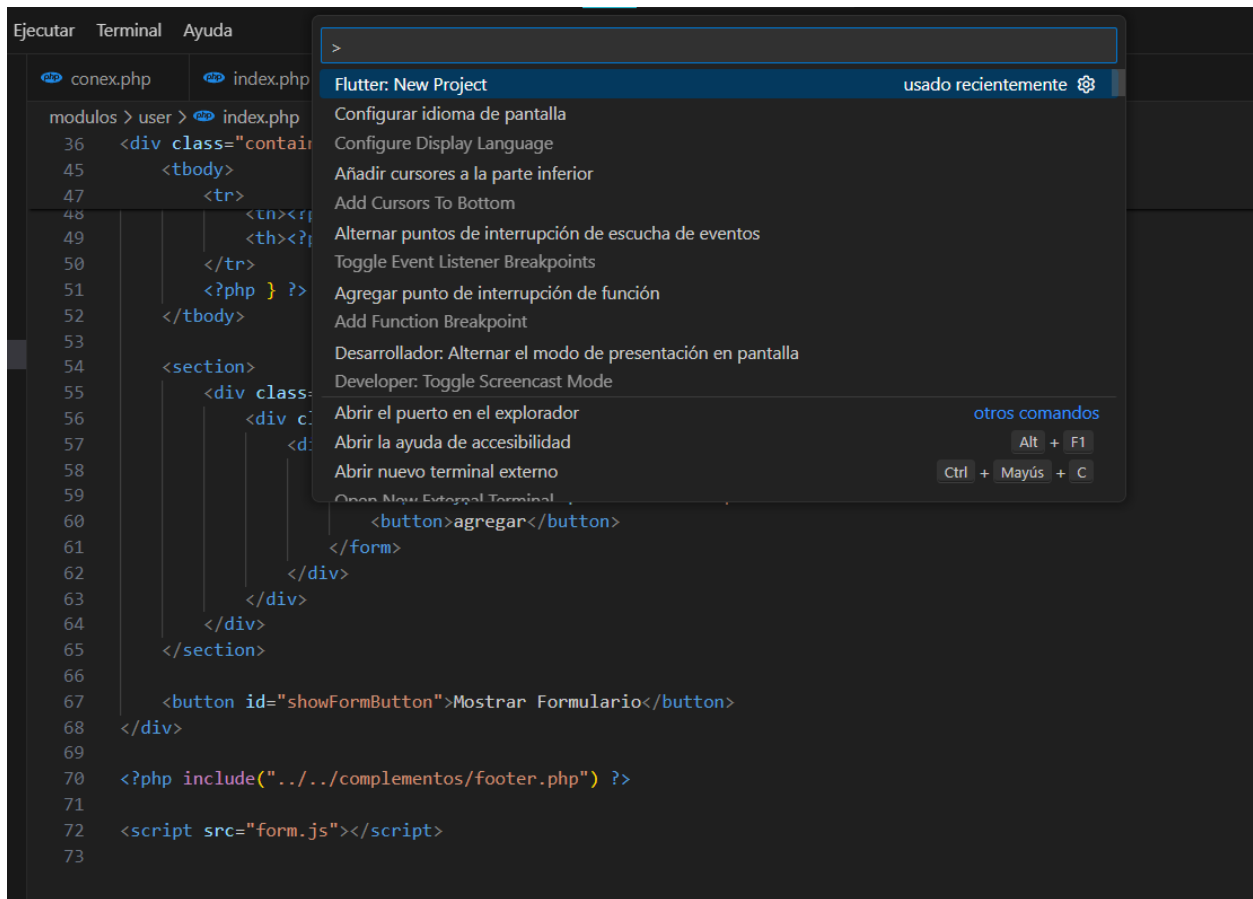 Ejecutar Terminal Ayuda
>
conex.php index.php
Flutter: New Project usado recientemente
modulos > user > index.php
Configurar idioma de pantalla
Configure Display Language
Añadir cursores a la parte inferior
Add Cursors To Bottom
Alternar puntos de interrupción de escucha de eventos
Toggle Event Listener Breakpoints
Agregar punto de interrupción de función
Add Function Breakpoint
Desarrollador: Alternar el modo de presentación en pantalla
Developer: Toggle Screencast Mode
Abrir el puerto en el explorador otros comandos
Abrir la ayuda de accesibilidad Alt + F1
Abrir nuevo terminal externo Ctrl + Mayús + C
Open New External Terminal
36 <div class="contain
45 <tbody>
47 <tr>
48 <th><?p
49 <th><?p
50 </tr>
51 <?php } ?>
52 </tbody>
53
54 <section>
55 <div class=
56 <div cl
57 <di
58
59
60 <button>agregar</button>
61 </form>
62 </div>
63 </div>
64 </div>
65 </section>
66
67 <button id="showFormButton">Mostrar Formulario</button>
68 </div>
69
70 <?php include("../../complementos/footer.php") ?>
71
72 <script src="form.js"></script>
73